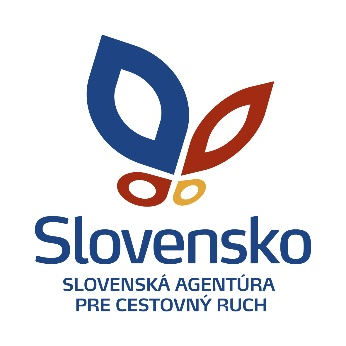 Slovensko
SLOVENSKÁ AGENTÚRA
PRE CESTOVNÝ RUCH